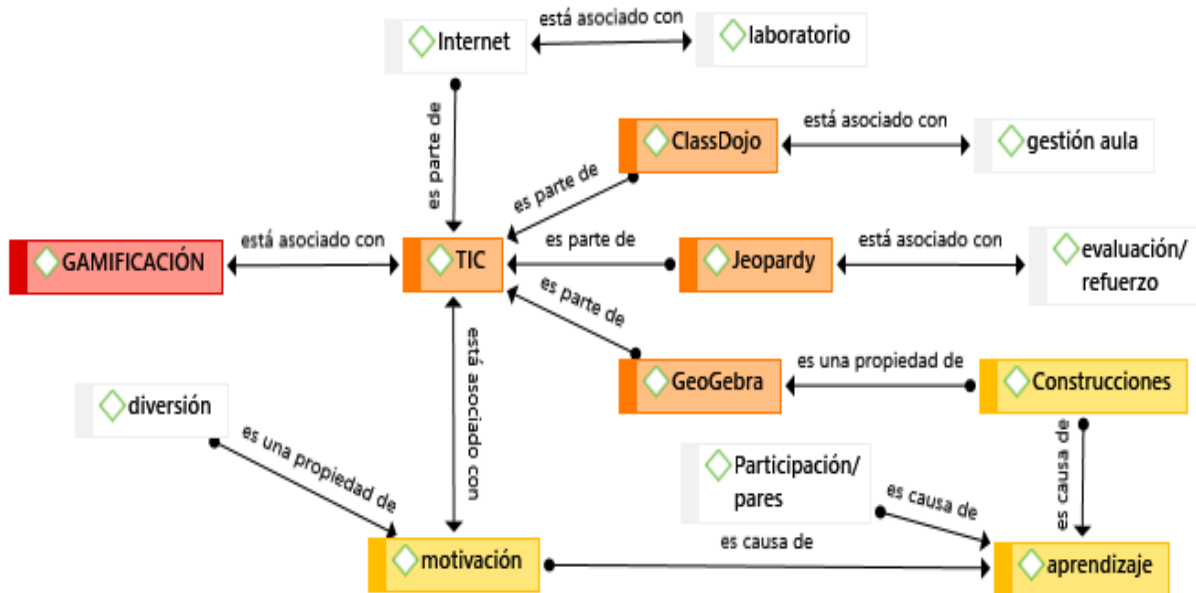 está asociado con
Internet
laboratorio
es parte de
ClassDojo
está asociado con
gestión aula
es parte de
GAMIFICACIÓN
está asociado con
TIC
es parte de
Jeopardy
está asociado con
evaluación/
refuerzo
es parte de
está asociado con
GeoGebra
es una propiedad de
Construcciones
diversión
es una propiedad de
Participación/
pares
es causa de
es causa de
motivación
es causa de
aprendizaje